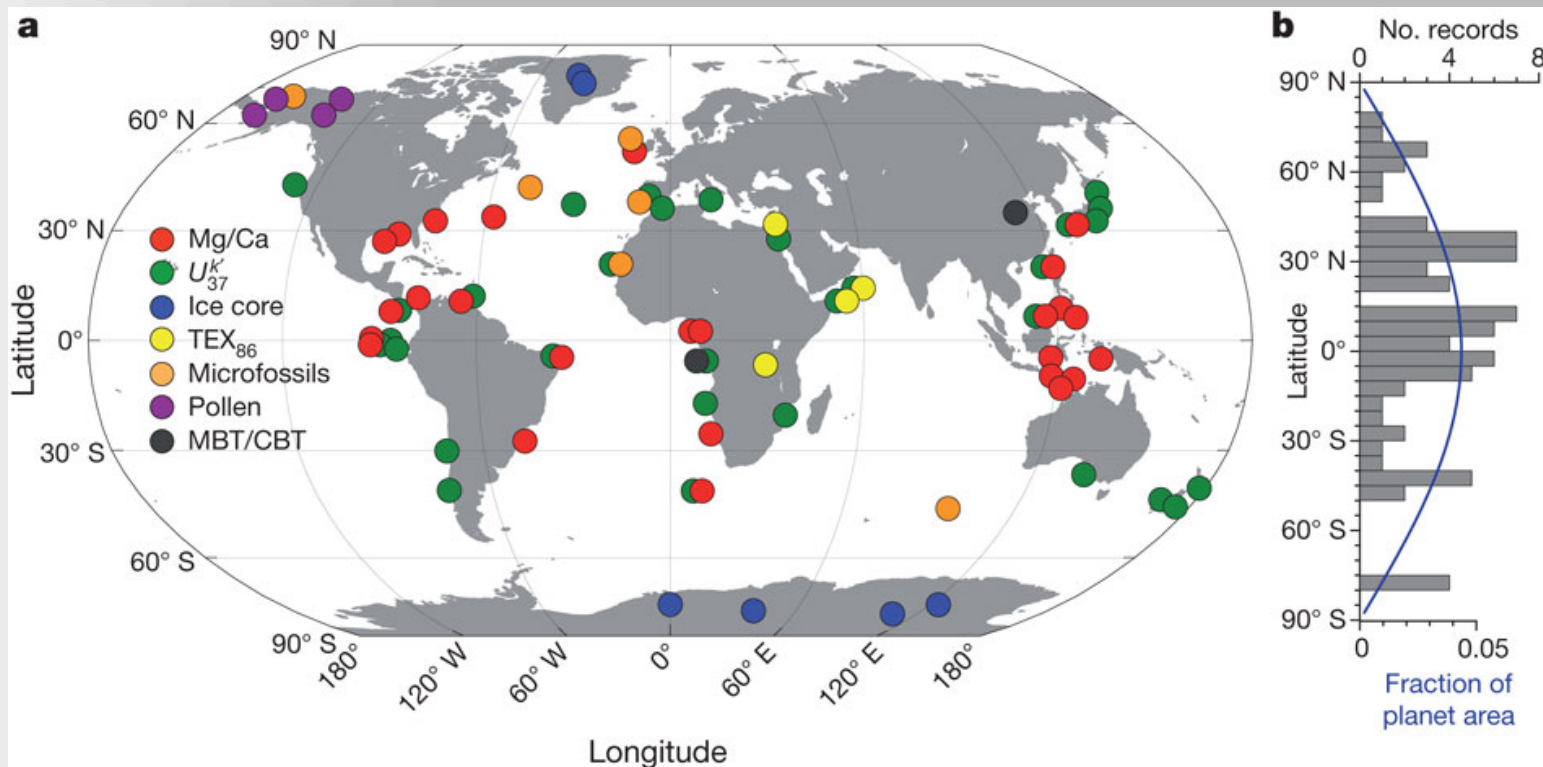 a
90° N
60° N
30° N
0°
30° S
60° S
90° S
Latitude
Mg/Ca
U37k′
Ice core
TEX86
Microfossils
Pollen
MBT/CBT
180°
120° W
60° W
0°
60° E
120° E
180°
Longitude
b
No. records
0 4 8
90° N
60° N
30° N
0°
30° S
60° S
90° S
Latitude
0 0.05
Fraction of
planet area